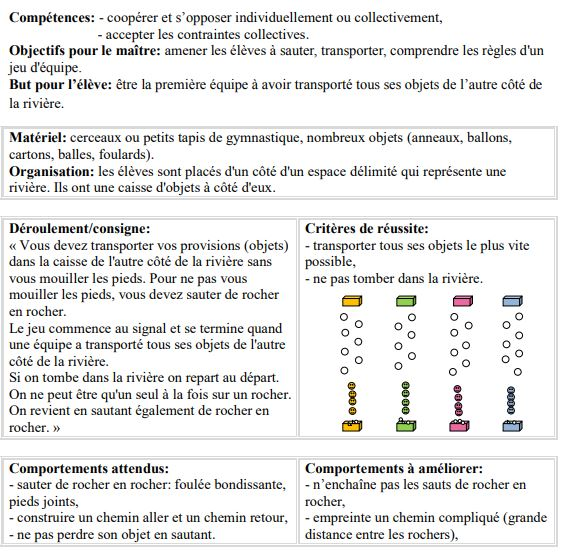 Compétences: - coopérer et s'opposer individuellement ou collectivement,
- accepter les contraintes collectives.
Objectifs pour le maître: amener les élèves à sauter, transporter, comprendre les règles d'un
jeu d'équipe.
But pour l'élève: être la première équipe à avoir transporté tous ses objets de l'autre côté de
la rivière.
Matériel: cerceaux ou petits tapis de gymnastique, nombreux objets (anneaux, ballons,
cartons, balles, foulards).
Organisation: les élèves sont placés d'un côté d'un espace délimité qui représente une
rivière. Ils ont une caisse d'objets à côté d'eux.
Déroulement/consigne:
« Vous devez transporter vos provisions (objets)
dans la caisse de l'autre côté de la rivière sans
vous mouiller les pieds. Pour ne pas vous
mouiller les pieds, vous devez sauter de rocher
en rocher.
Le jeu commence au signal et se termine quand
une équipe a transporté tous ses objets de l'autre
côté de la rivière.
Si on tombe dans la rivière on repart au départ.
On ne peut être qu'un seul à la fois sur un rocher.
On revient en sautant également de rocher en
rocher. »
Critères de réussite:
- transporter tous ses objets le plus vite
possible,
- ne pas tomber dans la rivière.
Comportements attendus:
- sauter de rocher en rocher: foulée bondissante,
pieds joints,
- construire un chemin aller et un chemin retour,
- ne pas perdre son objet en sautant.
Comportements à améliorer:
- n'enchaîne pas les sauts de rocher en
rocher,
- emprunte un chemin compliqué (grande
distance entre les rochers),